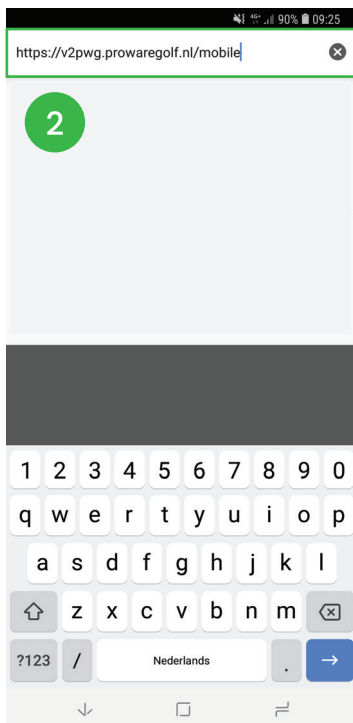 4G+ 90% 09:25
https://v2pwg.prowaregolf.nl/mobile
2
1 2 3 4 5 6 7 8 9 0
q w e r t y u i o p
a s d f g h j k l
z x c v b n m
?123 / Nederlands .